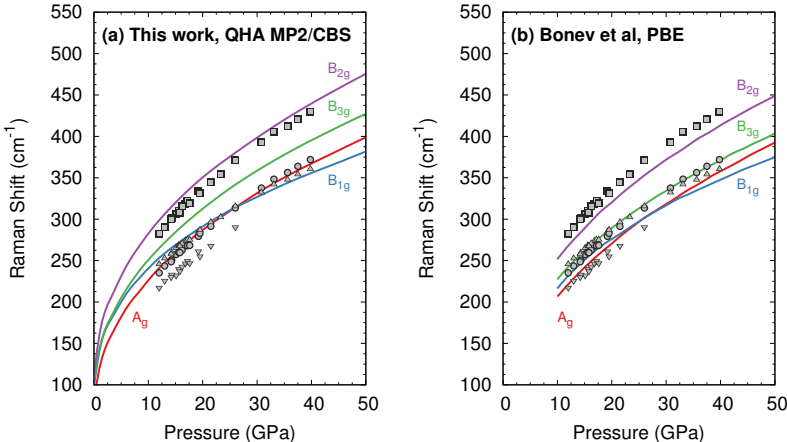 (a) This work, QHA MP2/CBS
Raman Shift (cm-1)
550
500
450
400
350
300
250
200
150
100
B2g
B3g
B1g
Ag
0
10
20
30
40
50
Pressure (GPa)
(b) Bonev et al, PBE
Raman Shift (cm-1)
550
500
450
400
350
300
250
200
150
100
B2g
B3g
B1g
Ag
0
10
20
30
40
50
Pressure (GPa)